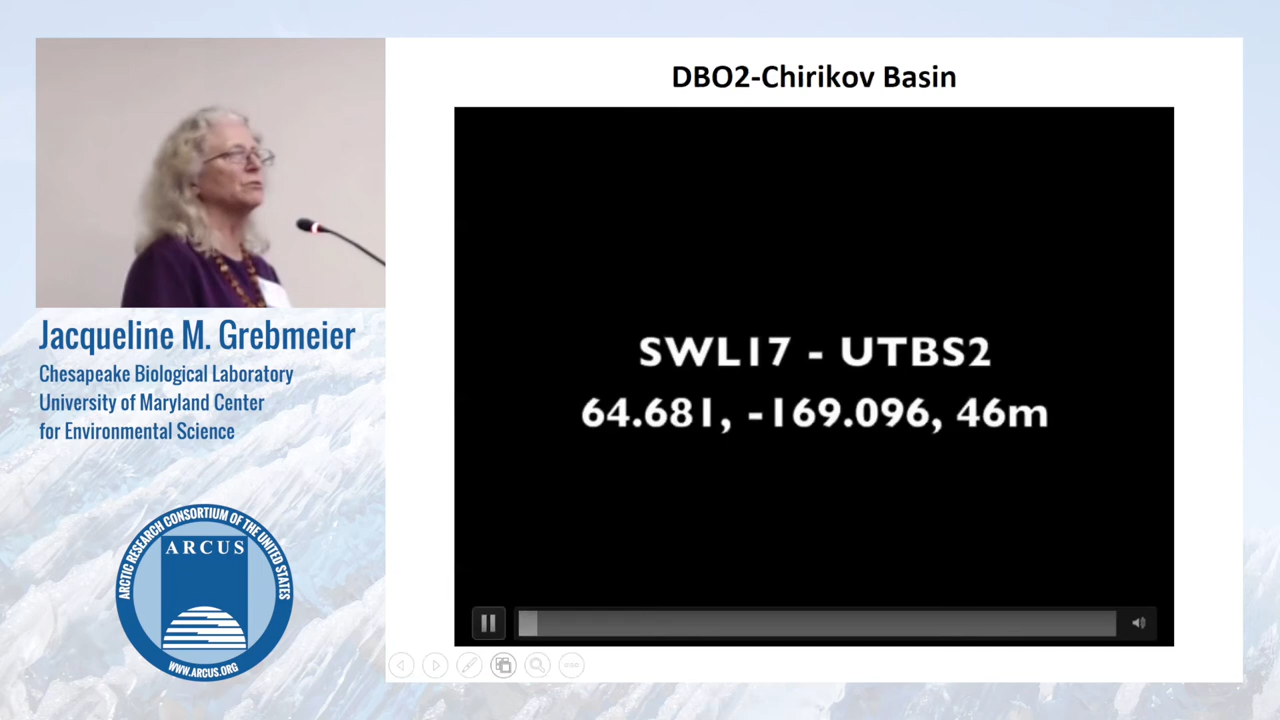 DBO2-Chirikov Basin
SWL17 - UTBS2
64.681, -169.096, 46m
Jacqueline M. Grebmeier
Chesapeake Biological Laboratory
University of Maryland Center
for Environmental Science
ARCTIC RESEARCH CONSORTIUM OF THE UNITED STATES
ARCUS
WWW.ARCUS.ORG